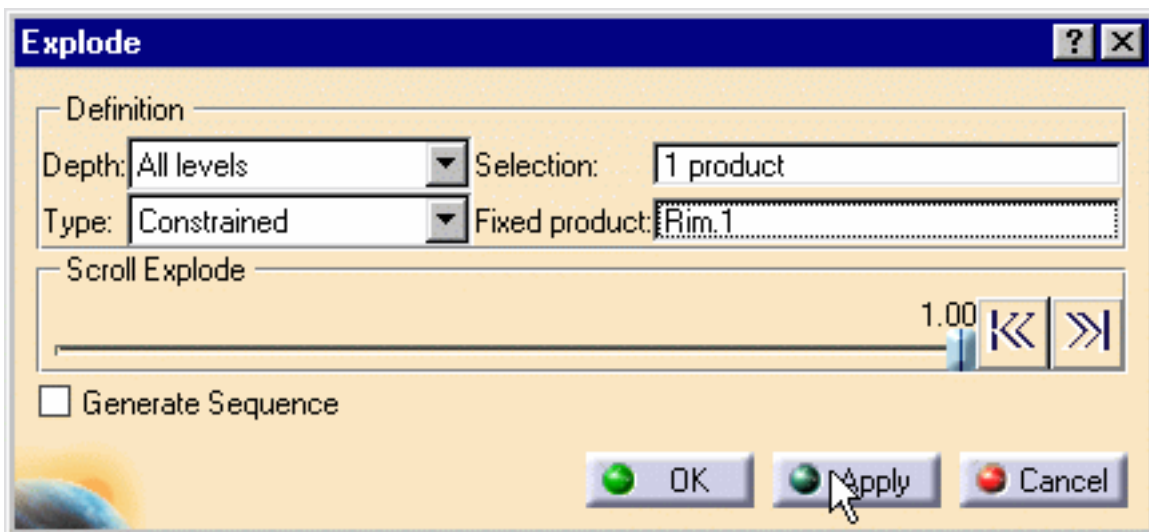 Explode
Definition
Depth: All levels Selection: 1 product
Type: Constrained Fixed product: Rim.1
Scroll Explode
1.00
Generate Sequence
OK Apply Cancel